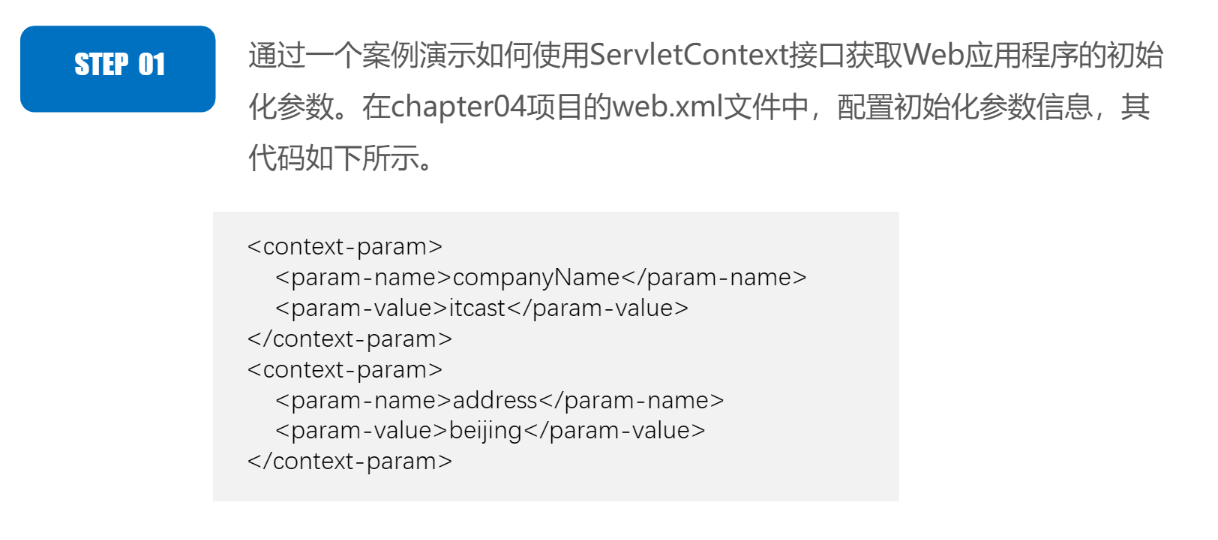 STEP 01
通过一个案例演示如何使用ServletContext接口获取Web应用程序的初始
化参数。在chapter04项目的web.xml文件中，配置初始化参数信息，其
代码如下所示。
<context-param>
  <param-name>companyName</param-name>
  <param-value>itcast</param-value>
</context-param>
<context-param>
  <param-name>address</param-name>
  <param-value>beijing</param-value>
</context-param>